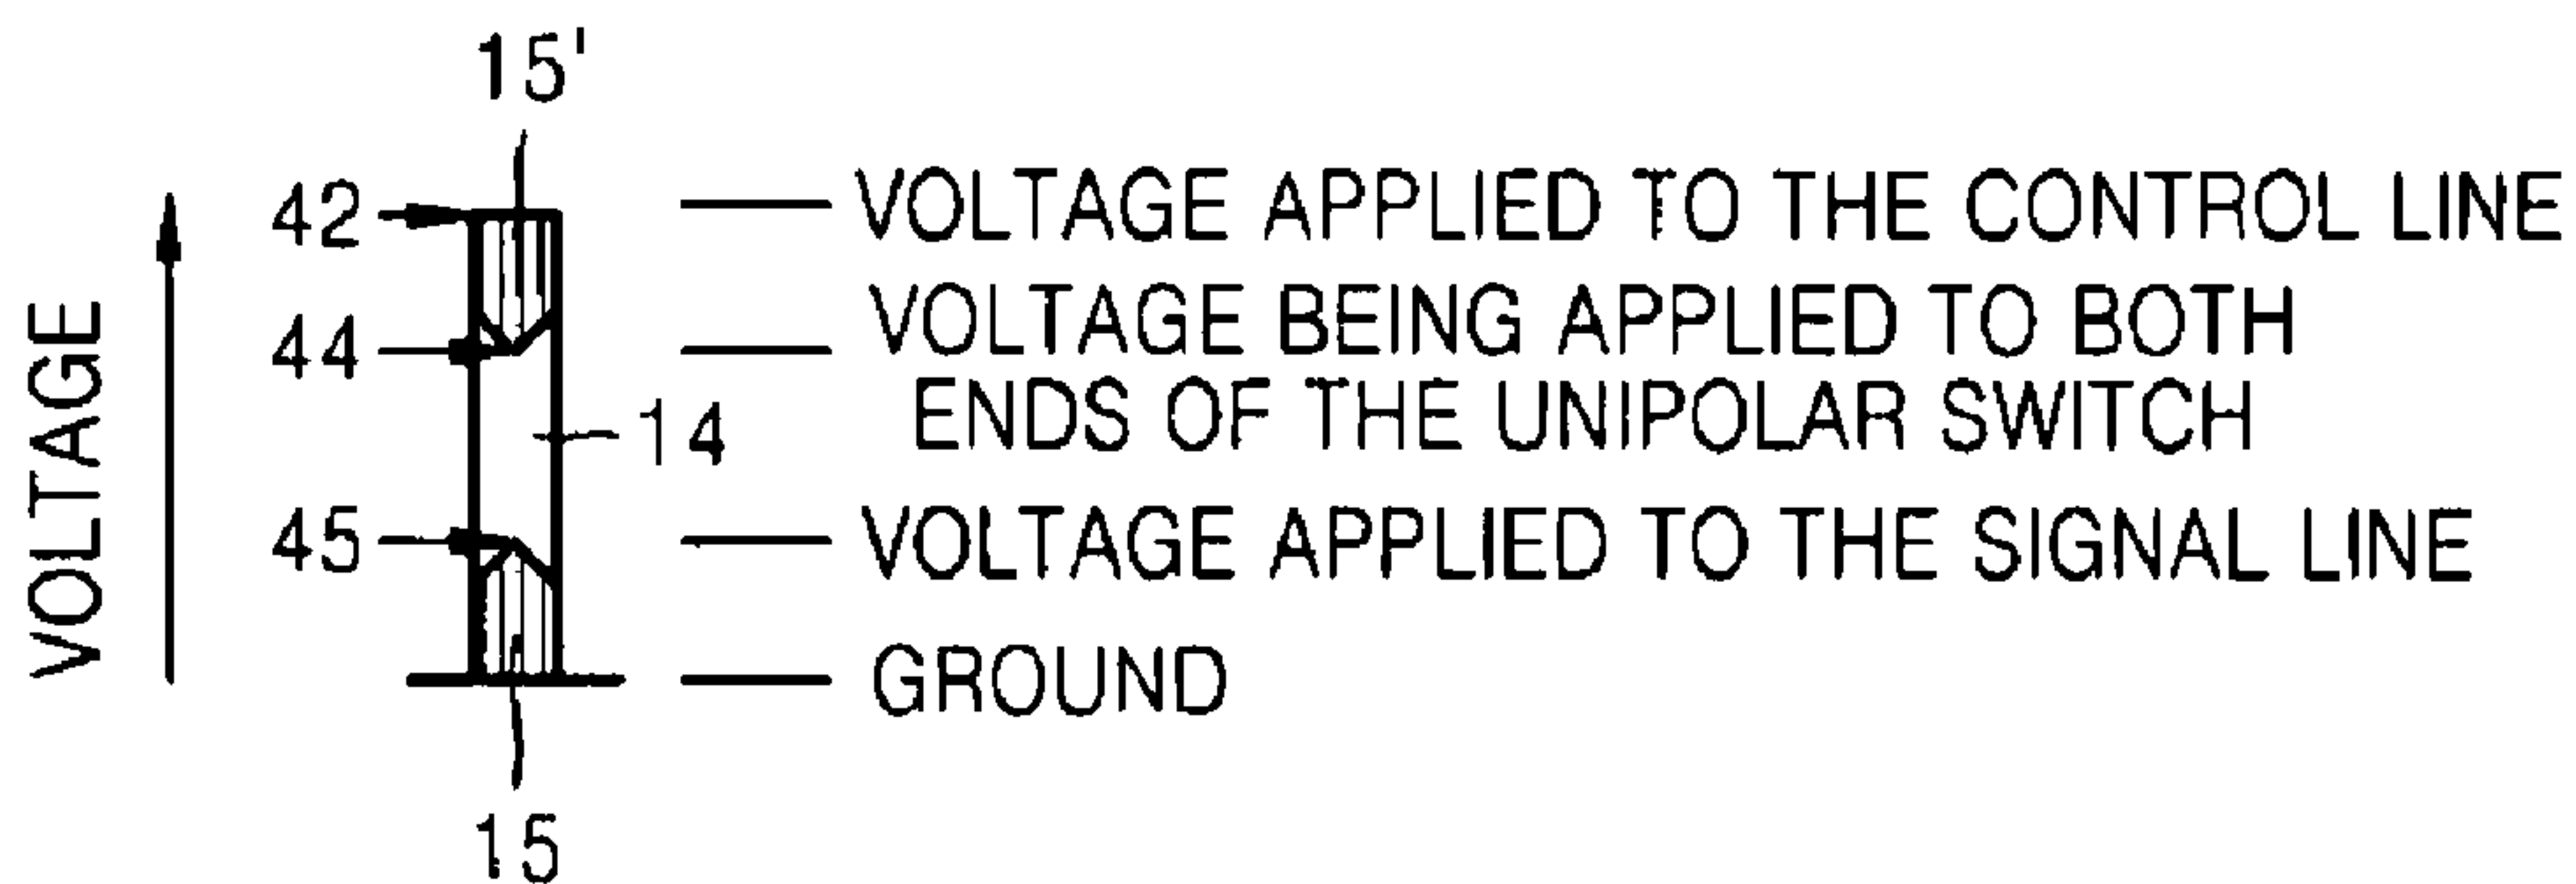 15'
42
VOLTAGE APPLIED TO THE CONTROL LINE
44
VOLTAGE BEING APPLIED TO BOTH
ENDS OF THE UNIPOLAR SWITCH
14
45
VOLTAGE APPLIED TO THE SIGNAL LINE
GROUND
15
VOLTAGE